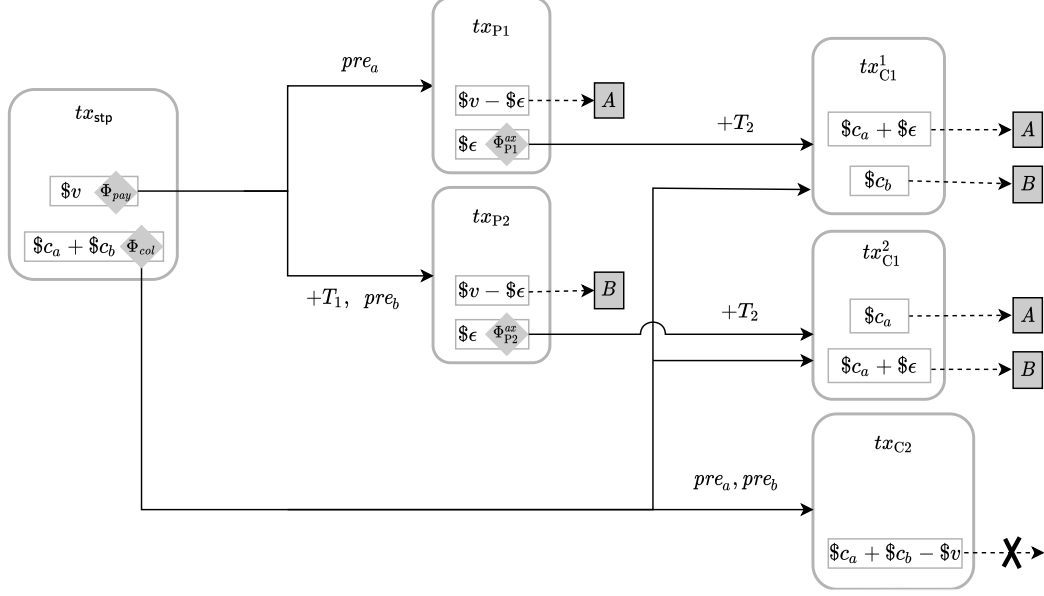 tx_stp
$v Φ_pay
$c_a + $c_b Φ_col
pre_a
+T_1, pre_b
tx_P1
$v − $ϵ A
$ϵ Φ^ax_P1
tx_P2
$v − $ϵ B
$ϵ Φ^ax_P2
+T_2
+T_2
pre_a, pre_b
tx^1_C1
$c_a + $ϵ A
$c_b B
tx^2_C1
$c_a A
$c_a + $ϵ B
tx_C2
$c_a + $c_b − $v